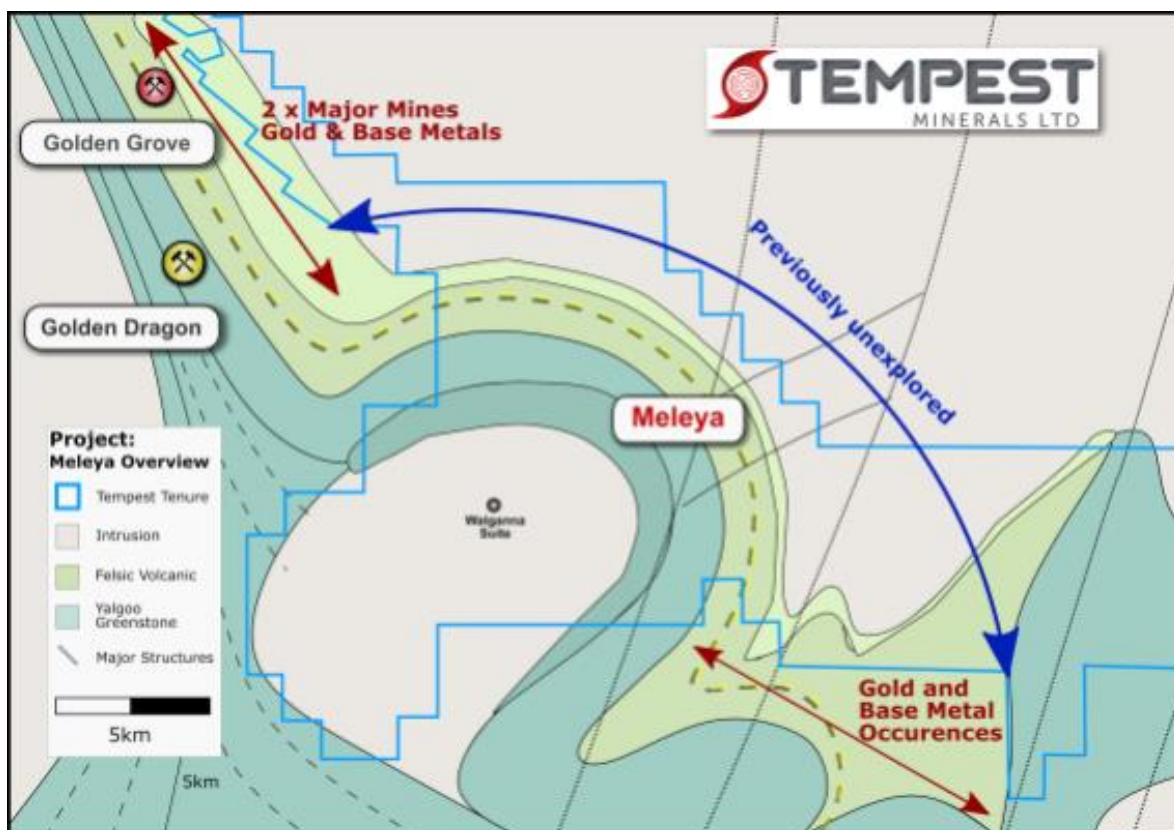 TEMPEST
MINERALS LTD
2 x Major Mines
Gold & Base Metals
Golden Grove
Golden Dragon
Previously unexplored
Meleya
Walganna
Suite
Project:
Meleya Overview
Tempest Tenure
Intrusion
Felsic Volcanic
Yalgoo
Greenstone
Major Structures
5km
5km
Gold and
Base Metal
Occurences